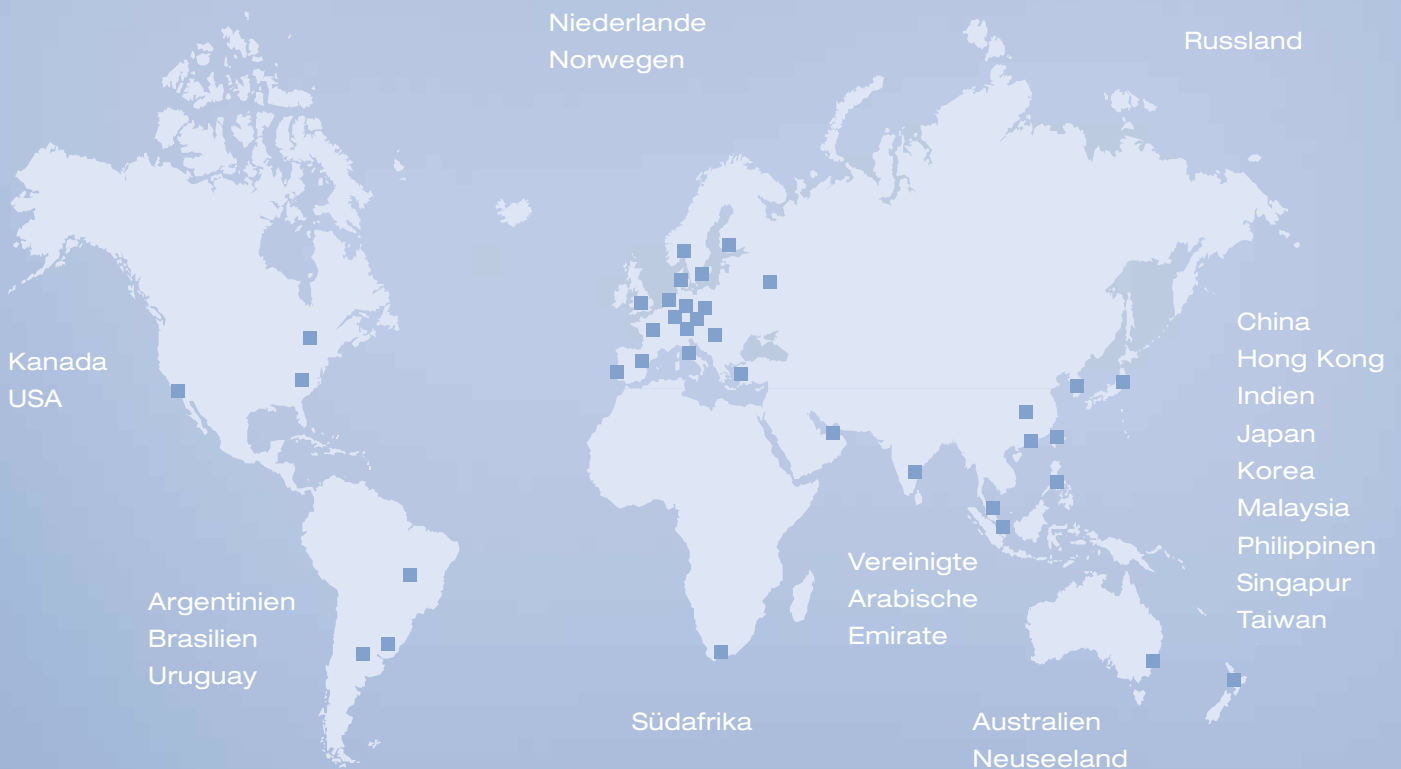 Niederlande
Norwegen
Russland
Kanada
USA
China
Hong Kong
Indien
Japan
Korea
Malaysia
Philippinen
Singapur
Taiwan
Vereinigte
Arabische
Emirate
Argentinien
Brasilien
Uruguay
Südafrika
Australien
Neuseeland